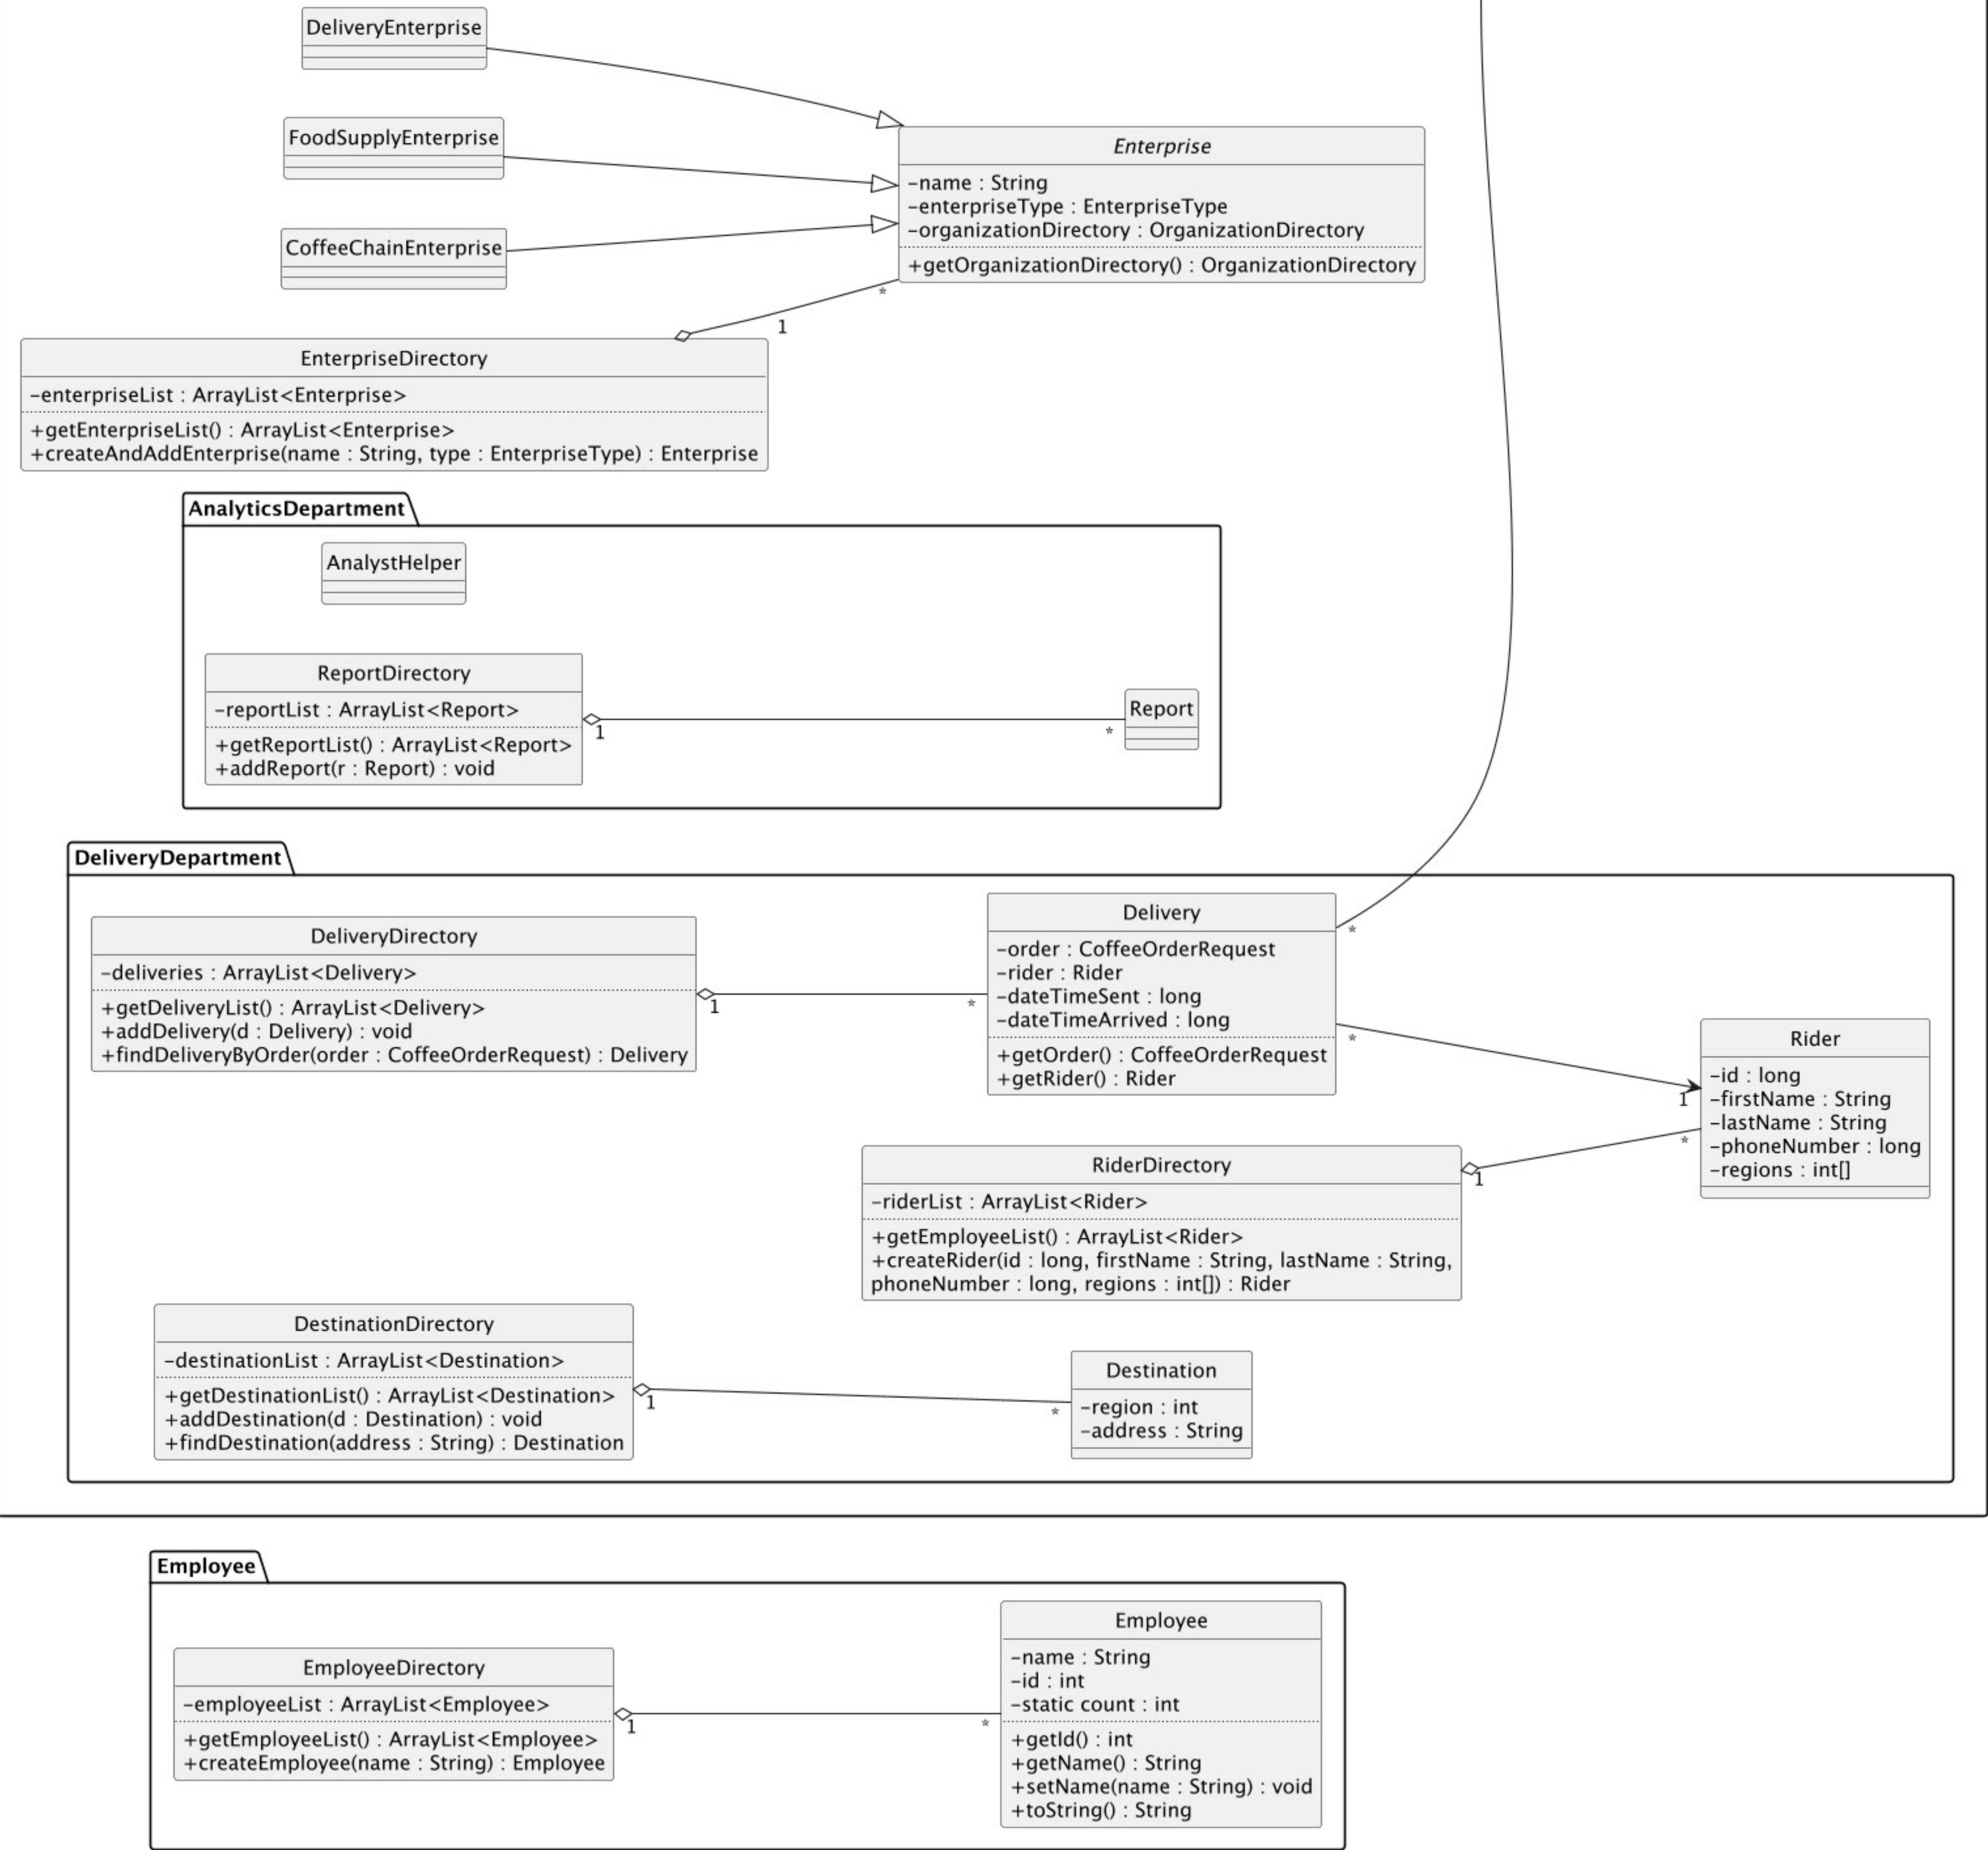 DeliveryEnterprise
FoodSupplyEnterprise
CoffeeChainEnterprise
Enterprise
-name : String
-enterpriseType : EnterpriseType
-organizationDirectory : OrganizationDirectory
+getOrganizationDirectory() : OrganizationDirectory
*
1
EnterpriseDirectory
-enterpriseList : ArrayList<Enterprise>
+getEnterpriseList() : ArrayList<Enterprise>
+createAndAddEnterprise(name : String, type : EnterpriseType) : Enterprise
AnalyticsDepartment
AnalystHelper
ReportDirectory
-reportList : ArrayList<Report>
+getReportList() : ArrayList<Report>
+addReport(r : Report) : void
1
*
Report
DeliveryDepartment
DeliveryDirectory
-deliveries : ArrayList<Delivery>
+getDeliveryList() : ArrayList<Delivery>
+addDelivery(d : Delivery) : void
+findDeliveryByOrder(order : CoffeeOrderRequest) : Delivery
1
*
Delivery
-order : CoffeeOrderRequest
-rider : Rider
-dateTimeSent : long
-dateTimeArrived : long
+getOrder() : CoffeeOrderRequest
+getRider() : Rider
*
*
1
Rider
-id : long
-firstName : String
-lastName : String
-phoneNumber : long
-regions : int[]
*
1
RiderDirectory
-riderList : ArrayList<Rider>
+getEmployeeList() : ArrayList<Rider>
+createRider(id : long, firstName : String, lastName : String,
phoneNumber : long, regions : int[]) : Rider
DestinationDirectory
-destinationList : ArrayList<Destination>
+getDestinationList() : ArrayList<Destination>
+addDestination(d : Destination) : void
+findDestination(address : String) : Destination
1
*
Destination
-region : int
-address : String
Employee
EmployeeDirectory
-employeeList : ArrayList<Employee>
+getEmployeeList() : ArrayList<Employee>
+createEmployee(name : String) : Employee
1
*
Employee
-name : String
-id : int
-static count : int
+getId() : int
+getName() : String
+setName(name : String) : void
+toString() : String